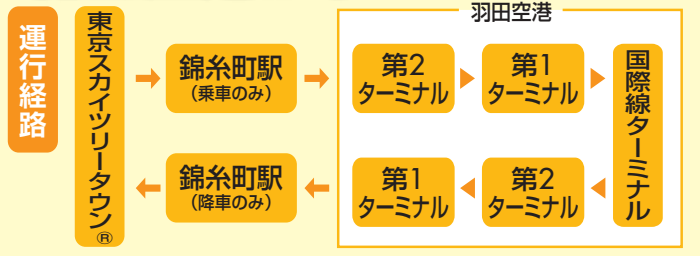 運行経路
東京スカイツリータウン®
羽田空港
錦糸町駅
(乗車のみ)
第2
ターミナル
第1
ターミナル
国際線ターミナル
錦糸町駅
(降車のみ)
第1
ターミナル
第2
ターミナル